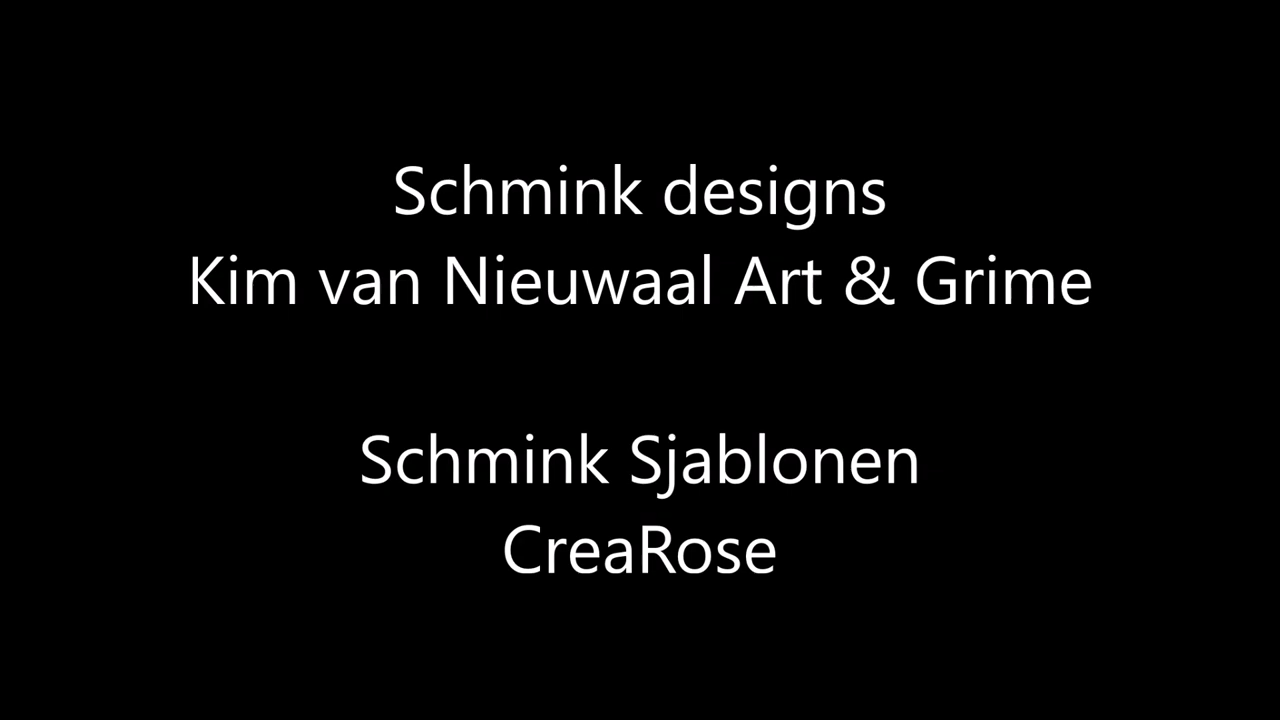 Schmink designs
Kim van Nieuwaal Art & Grime
Schmink Sjablonen
CreaRose